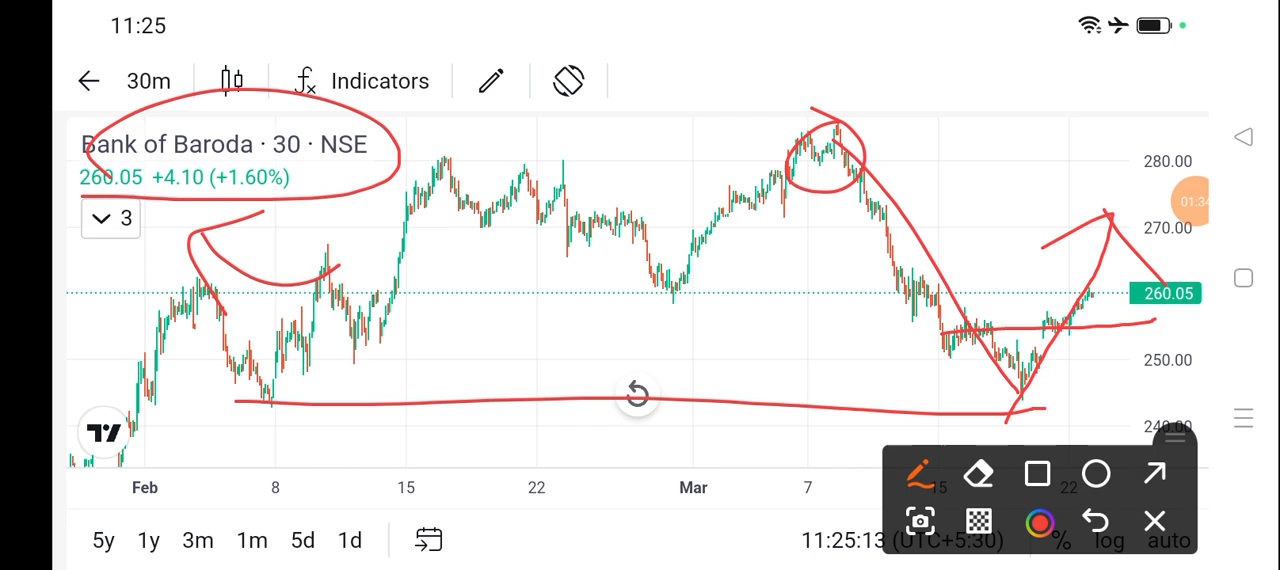 11:25
30m Indicators
Bank of Baroda · 30 · NSE
260.05 +4.10 (+1.60%)
3
280.00
270.00
260.05
250.00
240.00
01:34
Feb 8 15 22 Mar 7 15 22
5y 1y 3m 1m 5d 1d 11:25:13 (UTC+5:30) % log auto